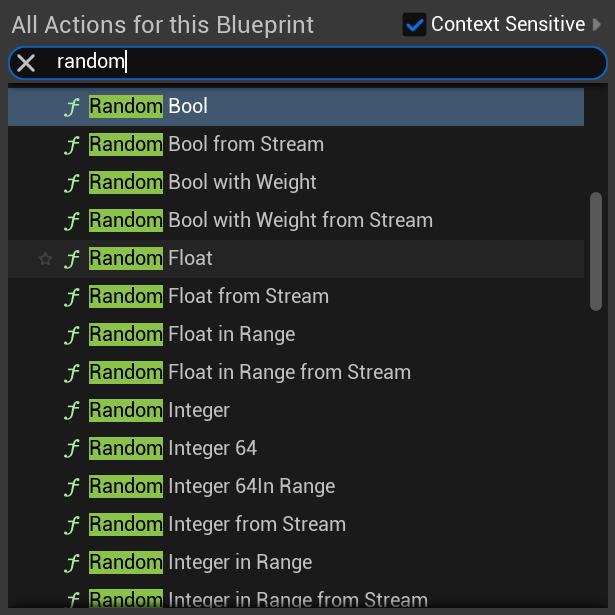 All Actions for this Blueprint Context Sensitive
random
Random Bool
Random Bool from Stream
Random Bool with Weight
Random Bool with Weight from Stream
Random Float
Random Float from Stream
Random Float in Range
Random Float in Range from Stream
Random Integer
Random Integer 64
Random Integer 64In Range
Random Integer from Stream
Random Integer in Range
Random Integer in Range from Stream